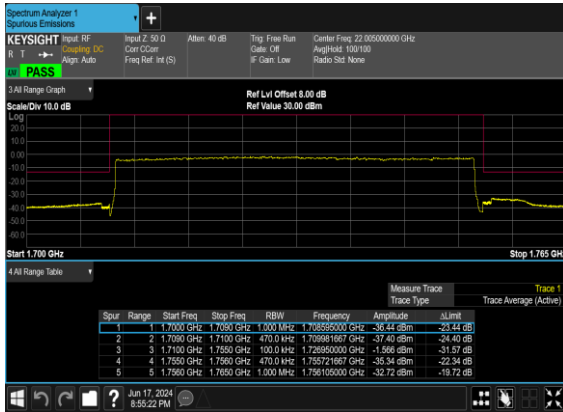 Spectrum Analyzer 1
Spurious Emissions
KEYSIGHT Input: RF
R T Coupling: DC
Align: Auto
LXI PASS
Input Z: 50 Ω
Corr CCorr
Freq Ref: Int (S)
Atten: 40 dB
Trig: Free Run
Gate: Off
IF Gain: Low
Center Freq: 22.005000000 GHz
Avg|Hold: 100/100
Radio Std: None
3 All Range Graph
Scale/Div 10.0 dB
Ref Lvl Offset 8.00 dB
Ref Value 30.00 dBm
Log
20.0
10.0
0.00
-10.0
-20.0
-30.0
-40.0
-50.0
-60.0
Start 1.700 GHz Stop 1.765 GHz
4 All Range Table
Measure Trace Trace 1
Trace Type Trace Average (Active)
Spur Range Start Freq Stop Freq RBW Frequency Amplitude ΔLimit
1 1 1.7000 GHz 1.7090 GHz 1.000 MHz 1.708595000 GHz -36.44 dBm -23.44 dB
2 2 1.7090 GHz 1.7100 GHz 470.0 kHz 1.709981667 GHz -37.40 dBm -24.40 dB
3 3 1.7100 GHz 1.7550 GHz 100.0 kHz 1.726950000 GHz -1.566 dBm -31.57 dB
4 4 1.7550 GHz 1.7560 GHz 470.0 kHz 1.755721667 GHz -35.34 dBm -22.34 dB
5 5 1.7560 GHz 1.7650 GHz 1.000 MHz 1.756105000 GHz -32.72 dBm -19.72 dB
Jun 17, 2024
8:55:22 PM